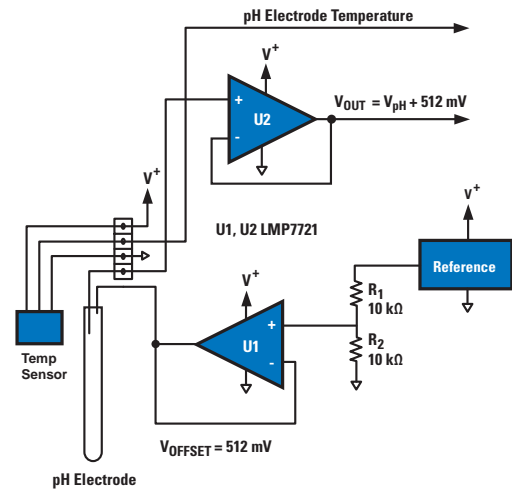 pH Electrode Temperature
V+
+
U2
-
VOUT = VpH + 512 mV
V+
U1, U2 LMP7721
V+
Reference
R1
10 kΩ
V+
+
U1
-
R2
10 kΩ
Temp
Sensor
VOFFSET = 512 mV
pH Electrode